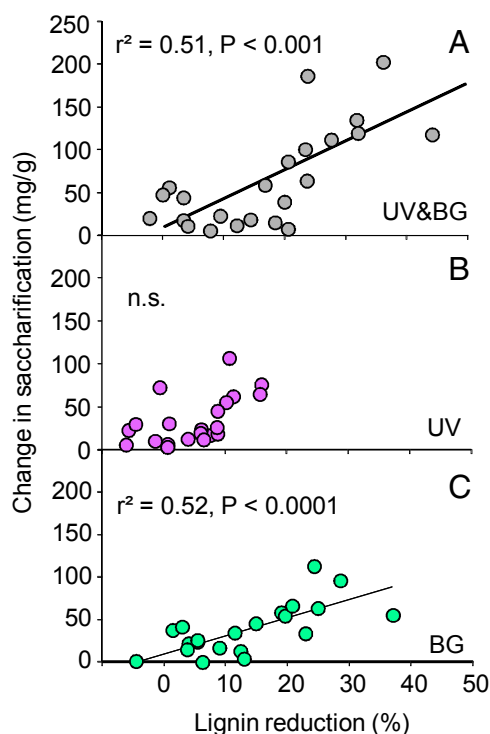 Change in saccharification (mg/g)
250
r² = 0.51, P < 0.001
A
200
150
100
50
UV&BG
0
B
200
n.s.
150
100
50
UV
0
C
200
r² = 0.52, P < 0.0001
150
100
50
BG
0
0 10 20 30 40 50
Lignin reduction (%)